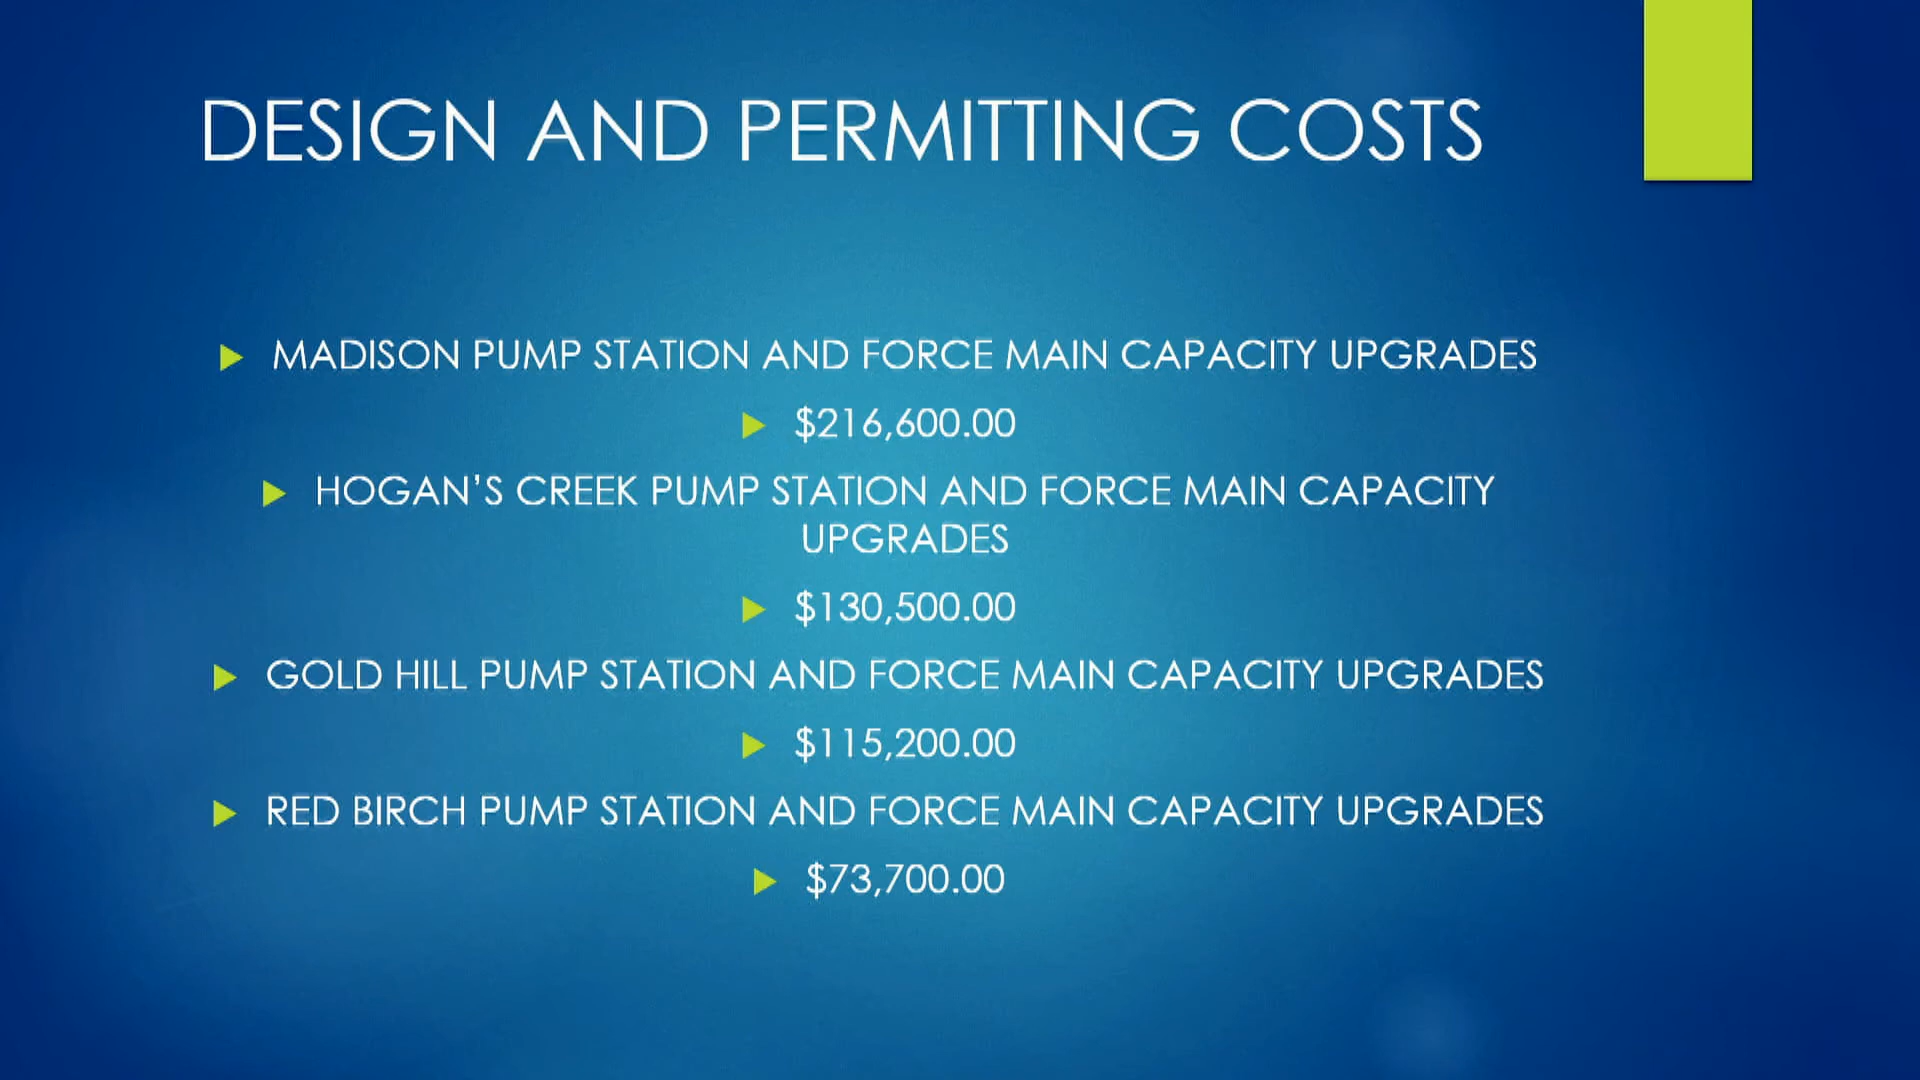 DESIGN AND PERMITTING COSTS
MADISON PUMP STATION AND FORCE MAIN CAPACITY UPGRADES
$216,600.00
HOGAN’S CREEK PUMP STATION AND FORCE MAIN CAPACITY
UPGRADES
$130,500.00
GOLD HILL PUMP STATION AND FORCE MAIN CAPACITY UPGRADES
$115,200.00
RED BIRCH PUMP STATION AND FORCE MAIN CAPACITY UPGRADES
$73,700.00